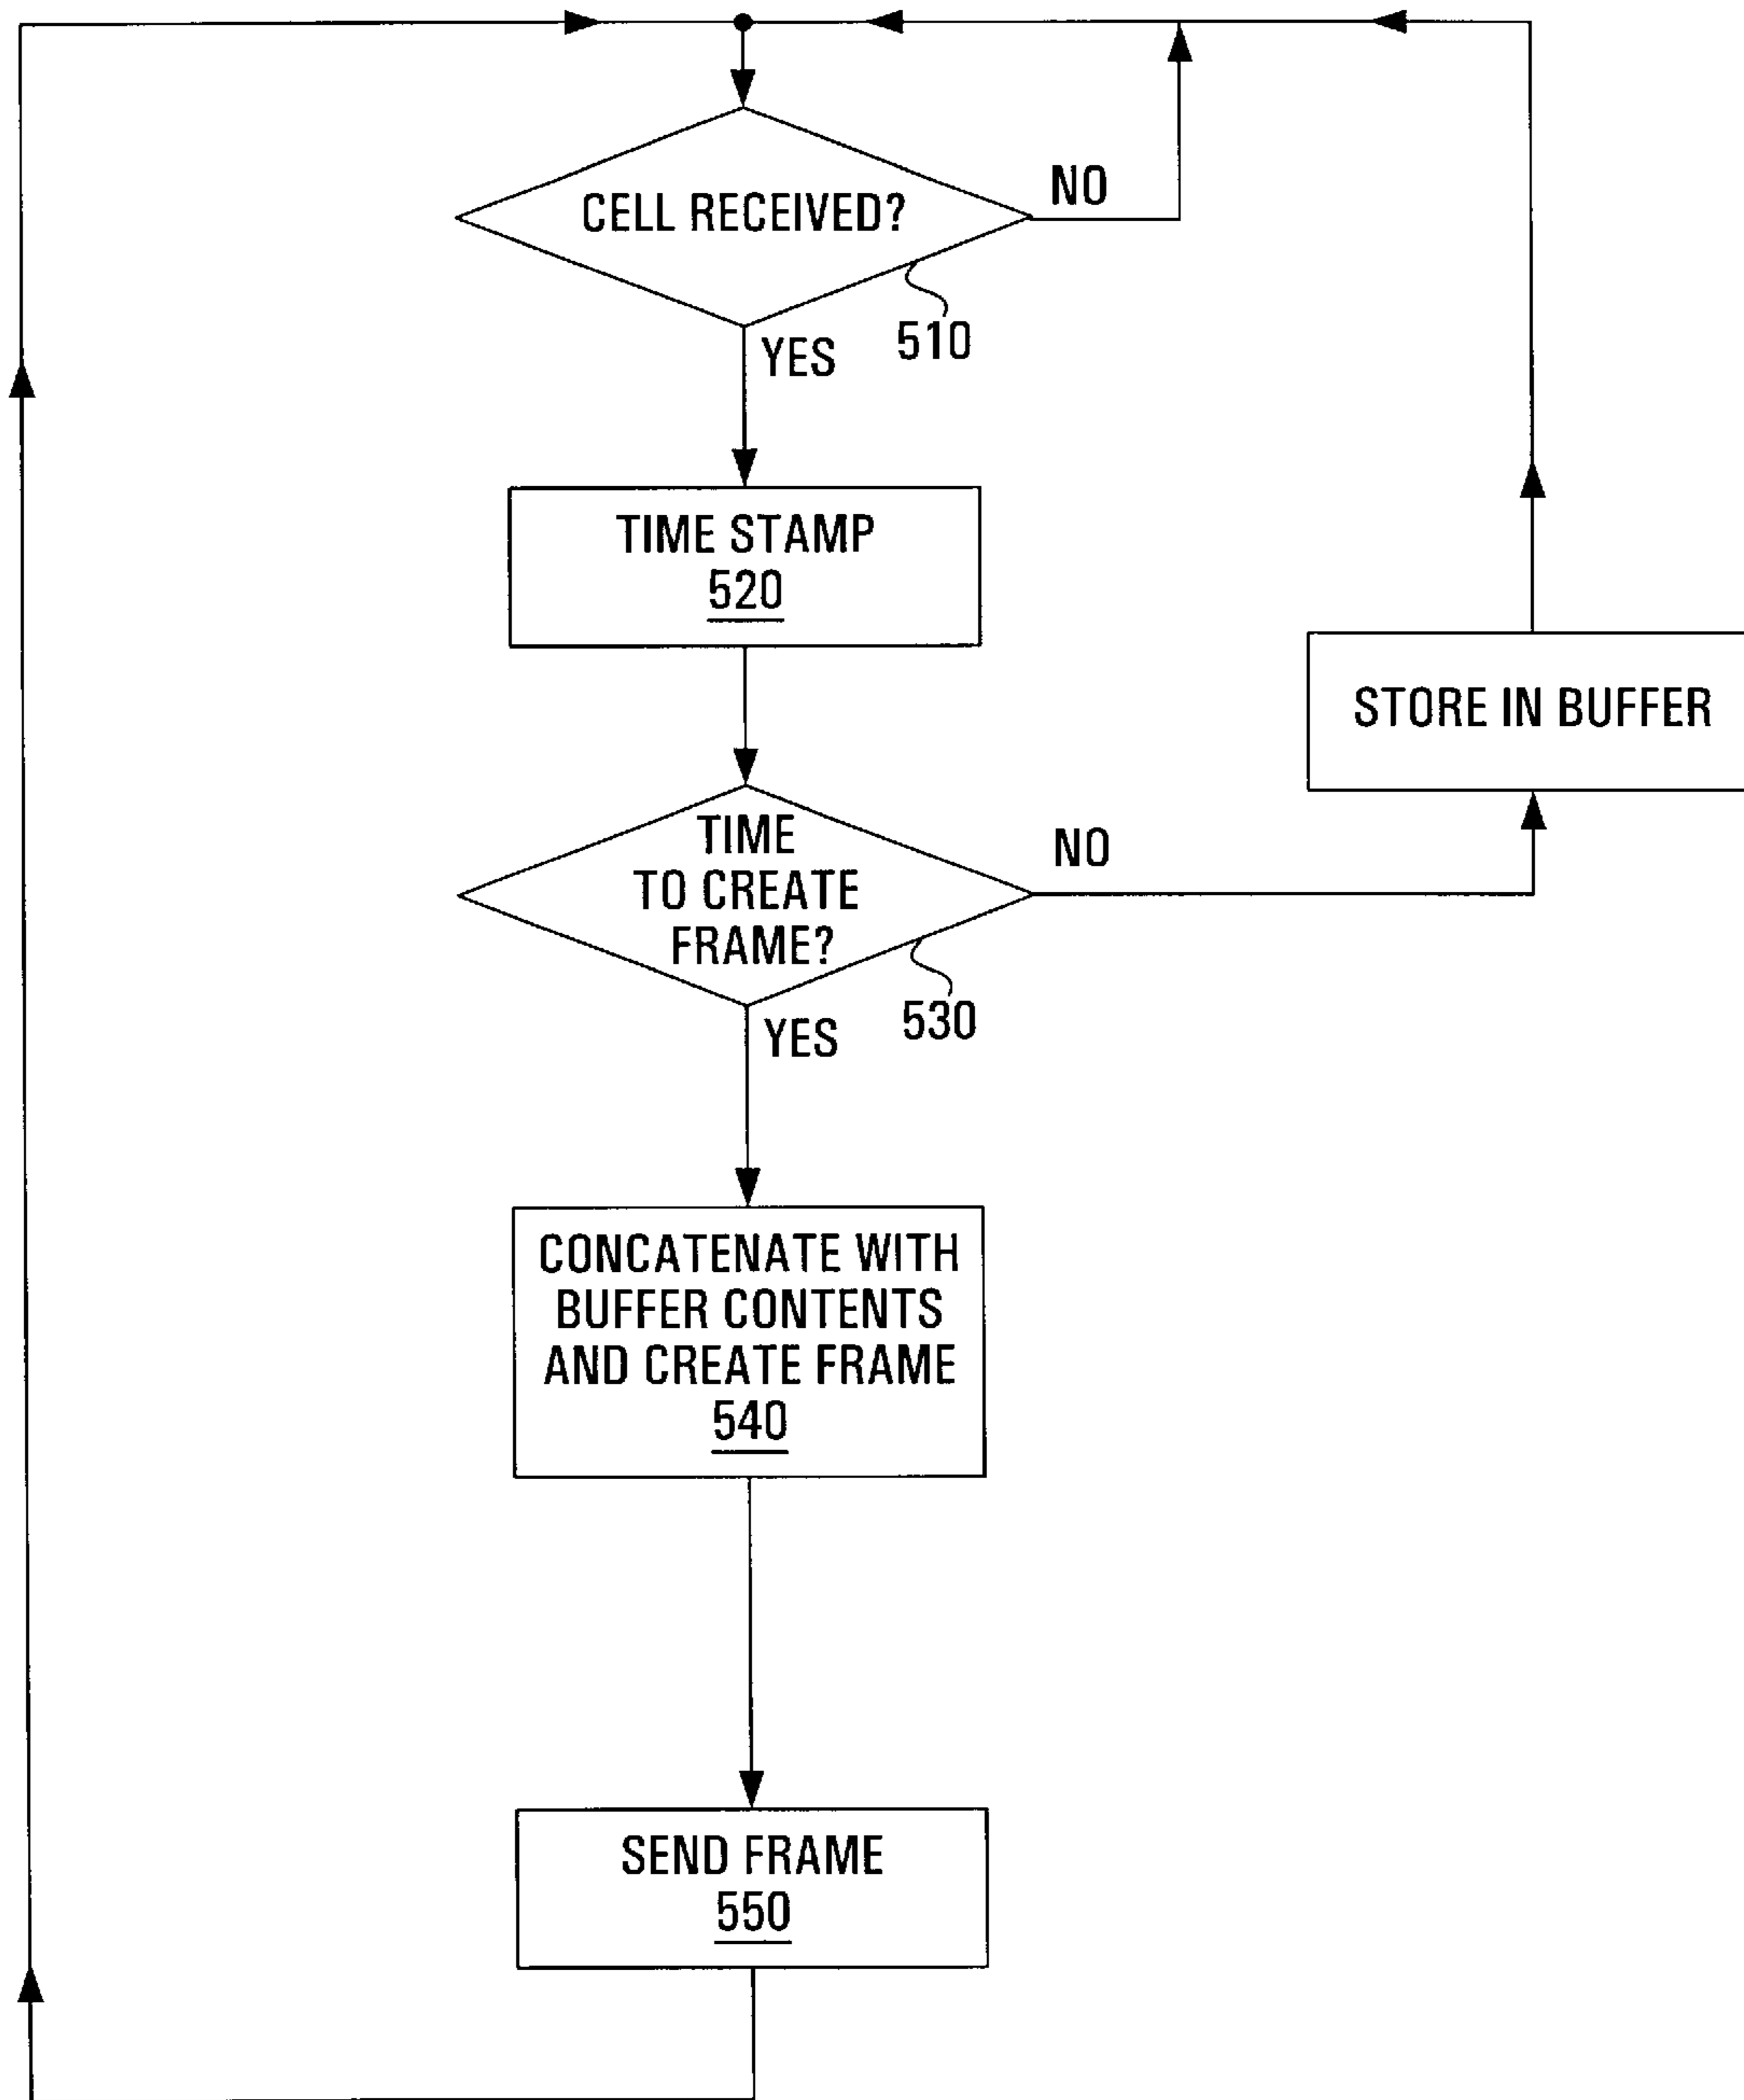 CELL RECEIVED?
NO
510
YES
TIME STAMP
520
STORE IN BUFFER
TIME
TO CREATE
FRAME?
NO
530
YES
CONCATENATE WITH
BUFFER CONTENTS
AND CREATE FRAME
540
SEND FRAME
550